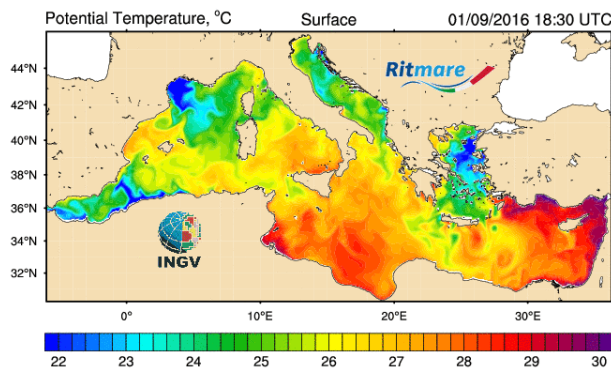 Potential Temperature, °C Surface 01/09/2016 18:30 UTC
44°N
Ritmare
42°N
40°N
38°N
36°N
34°N
INGV
32°N
0° 10°E 20°E 30°E
22 23 24 25 26 27 28 29 30